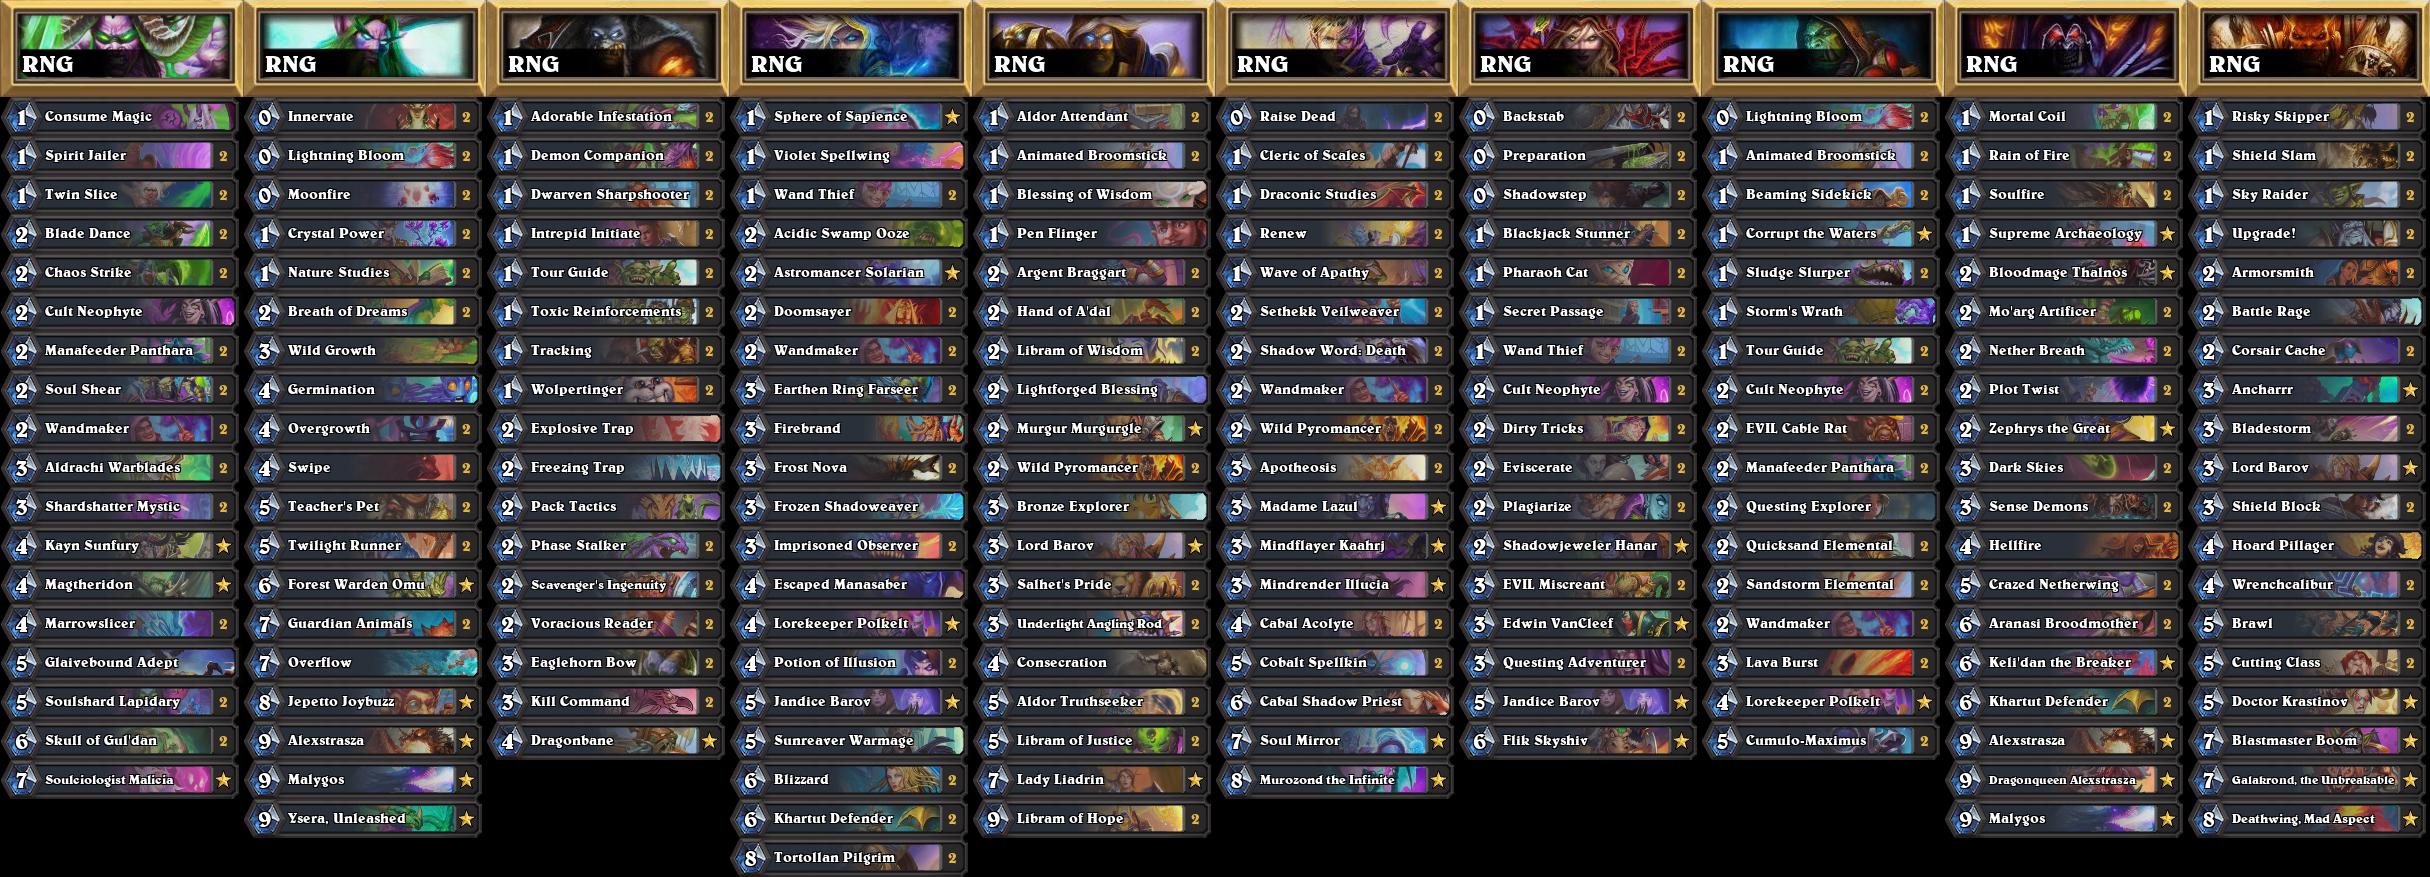 RNG
1 Consume Magic
1 Spirit Jailer 2
1 Twin Slice 2
2 Blade Dance 2
2 Chaos Strike 2
2 Cult Neophyte
2 Manafeeder Panthara 2
2 Soul Shear 2
2 Wandmaker 2
3 Aldrachi Warblades 2
3 Shardshatter Mystic 2
4 Kayn Sunfury
4 Magtheridon
4 Marrowslicer 2
5 Glaivebound Adept
5 Soulshard Lapidary 2
6 Skull of Gul'dan 2
7 Soulciologist Malicia
RNG
0 Innervate 2
0 Lightning Bloom 2
0 Moonfire 2
1 Crystal Power 2
1 Nature Studies 2
2 Breath of Dreams 2
3 Wild Growth 2
4 Germination
4 Overgrowth 2
4 Swipe 2
5 Teacher's Pet 2
5 Twilight Runner 2
6 Forest Warden Omu
7 Guardian Animals 2
7 Overflow
8 Jepetto Joybuzz
9 Alexstrasza
9 Malygos
9 Ysera, Unleashed
RNG
1 Adorable Infestation 2
1 Demon Companion 2
1 Dwarven Sharpshooter 2
1 Intrepid Initiate 2
1 Tour Guide 2
1 Toxic Reinforcements 2
1 Tracking 2
1 Wolpertinger 2
2 Explosive Trap
2 Freezing Trap
2 Pack Tactics
2 Phase Stalker 2
2 Scavenger's Ingenuity 2
2 Voracious Reader 2
3 Eaglehorn Bow 2
3 Kill Command 2
4 Dragonbane
RNG
1 Sphere of Sapience
1 Violet Spellwing
1 Wand Thief 2
2 Acidic Swamp Ooze
2 Astromancer Solarian
2 Doomsayer 2
2 Wandmaker 2
3 Earthen Ring Farseer 2
3 Firebrand
3 Frost Nova 2
3 Frozen Shadoweaver
3 Imprisoned Observer 2
4 Escaped Manasaber
4 Lorekeeper Polkelt
4 Potion of Illusion 2
5 Jandice Barov
5 Sunreaver Warmage
6 Blizzard 2
6 Khartut Defender 2
8 Tortollan Pilgrim 2
RNG
1 Aldor Attendant 2
1 Animated Broomstick 2
1 Blessing of Wisdom
1 Pen Flinger
2 Argent Braggart 2
2 Hand of A'dal 2
2 Libram of Wisdom 2
2 Lightforged Blessing
2 Murgur Murgurgle
2 Wild Pyromancer 2
3 Bronze Explorer
3 Lord Barov
3 Salhet's Pride 2
3 Underlight Angling Rod 2
4 Consecration
5 Aldor Truthseeker 2
5 Libram of Justice 2
7 Lady Liadrin
9 Libram of Hope 2
RNG
0 Raise Dead 2
1 Cleric of Scales 2
1 Draconic Studies 2
1 Renew 2
1 Wave of Apathy 2
2 Sethekk Veilweaver 2
2 Shadow Word: Death 2
2 Wandmaker 2
2 Wild Pyromancer 2
3 Apotheosis 2
3 Madame Lazul
3 Mindflayer Kaahrj
3 Mindrender Illucia
4 Cabal Acolyte 2
5 Cobalt Spellkin 2
6 Cabal Shadow Priest
7 Soul Mirror
8 Murozond the Infinite
RNG
0 Backstab 2
0 Preparation 2
0 Shadowstep 2
1 Blackjack Stunner 2
1 Pharaoh Cat 2
1 Secret Passage 2
1 Wand Thief 2
2 Cult Neophyte 2
2 Dirty Tricks 2
2 Eviscerate 2
2 Plagiarize 2
2 Shadowjeweler Hanar
3 EVIL Miscreant 2
3 Edwin VanCleef
3 Questing Adventurer 2
5 Jandice Barov
6 Flik Skyshiv
RNG
0 Lightning Bloom 2
1 Animated Broomstick 2
1 Beaming Sidekick 2
1 Corrupt the Waters
1 Sludge Slurper 2
1 Storm's Wrath
1 Tour Guide 2
2 Cult Neophyte 2
2 EVIL Cable Rat 2
2 Manafeeder Panthara 2
2 Questing Explorer
2 Quicksand Elemental 2
2 Sandstorm Elemental 2
2 Wandmaker 2
3 Lava Burst 2
4 Lorekeeper Polkelt
5 Cumulo-Maximus 2
RNG
1 Mortal Coil 2
1 Rain of Fire 2
1 Soulfire 2
1 Supreme Archaeology
2 Bloodmage Thalnos
2 Mo'arg Artificer 2
2 Nether Breath 2
2 Plot Twist 2
2 Zephrys the Great
3 Dark Skies 2
3 Sense Demons 2
4 Hellfire
5 Crazed Netherwing 2
6 Aranasi Broodmother 2
6 Keli'dan the Breaker
6 Khartut Defender 2
9 Alexstrasza
9 Dragonqueen Alexstrasza
9 Malygos
RNG
1 Risky Skipper 2
1 Shield Slam 2
1 Sky Raider 2
1 Upgrade! 2
2 Armorsmith 2
2 Battle Rage
2 Corsair Cache 2
3 Ancharrr
3 Bladestorm 2
3 Lord Barov
3 Shield Block 2
4 Hoard Pillager
4 Wrenchcalibur 2
5 Brawl 2
5 Cutting Class 2
5 Doctor Krastinov
7 Blastmaster Boom
7 Galakrond, the Unbreakable
8 Deathwing, Mad Aspect